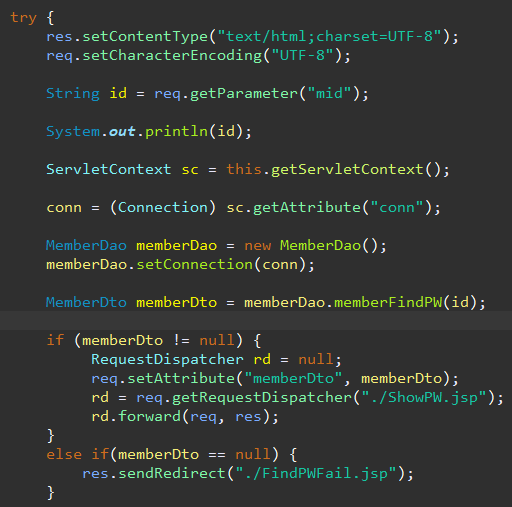 try {
    res.setContentType("text/html;charset=UTF-8");
    req.setCharacterEncoding("UTF-8");
    String id = req.getParameter("mid");
    System.out.println(id);
    ServletContext sc = this.getServletContext();
    conn = (Connection) sc.getAttribute("conn");
    MemberDao memberDao = new MemberDao();
    memberDao.setConnection(conn);
    MemberDto memberDto = memberDao.memberFindPW(id);
    if (memberDto != null) {
        RequestDispatcher rd = null;
        req.setAttribute("memberDto", memberDto);
        rd = req.getRequestDispatcher("./ShowPW.jsp");
        rd.forward(req, res);
    }
    else if(memberDto == null) {
        res.sendRedirect("./FindPWFail.jsp");
    }